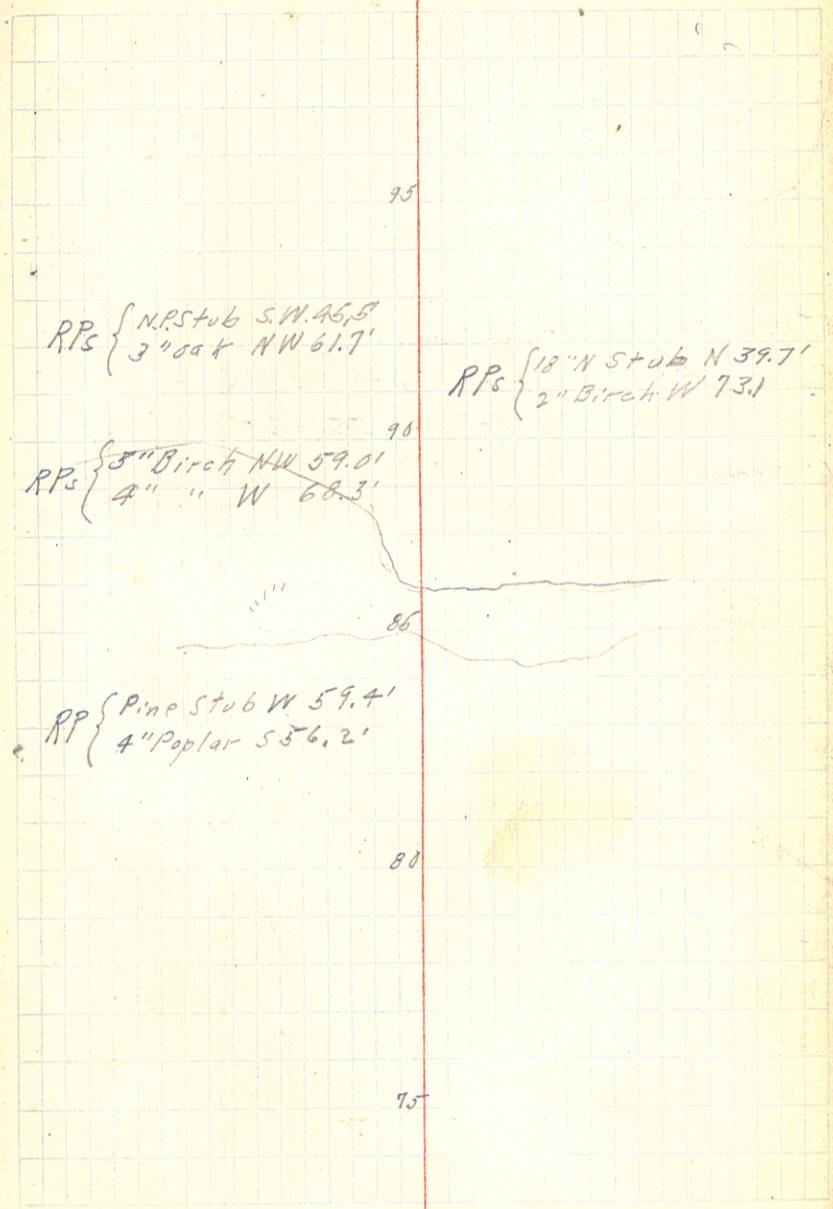 95
RPs { N.P. Stub S.W. 45,5'
3" oak NW 61.7'
RPs { 18" N Stub N 39.7'
2" Birch W 73.1
90
RPs { 3" Birch NW 59.0'
4" " W 68.3'
86
RP { Pine Stub W 59.4'
4" Poplar S 56.2'
80
75